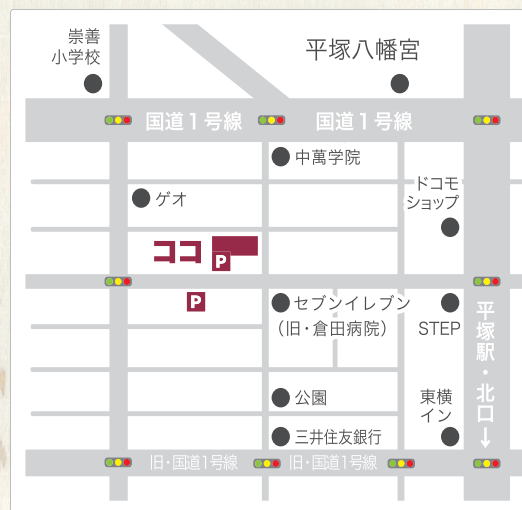 崇善
小学校
平塚八幡宮
国道1号線
国道1号線
中萬学院
ドコモ
ショップ
ゲオ
ココ
P
P
セブンイレブン
（旧・倉田病院）
STEP
平塚駅・北口→
公園
東横
イン
三井住友銀行
旧・国道1号線
旧・国道1号線